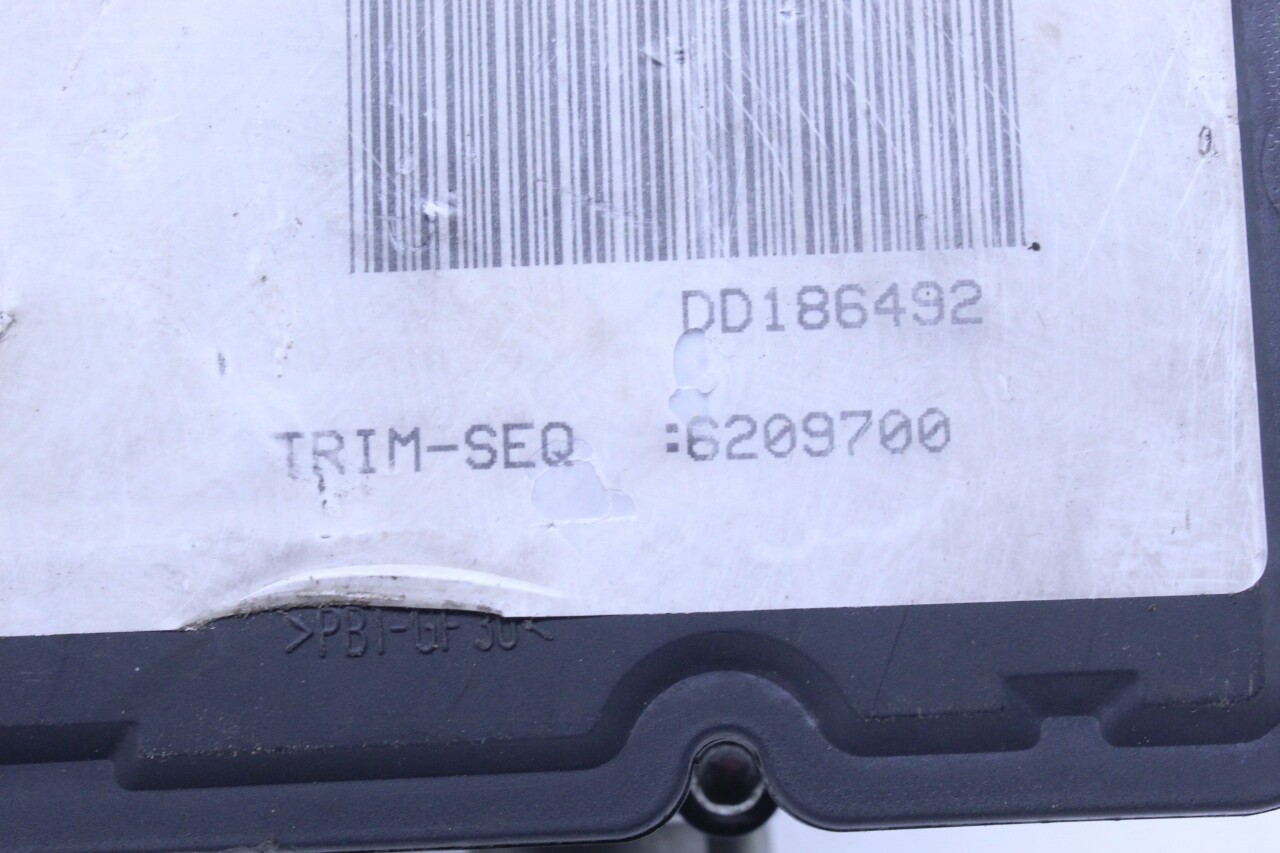 DD186492
TRIM-SEQ :6209700
>PBT-GF30<